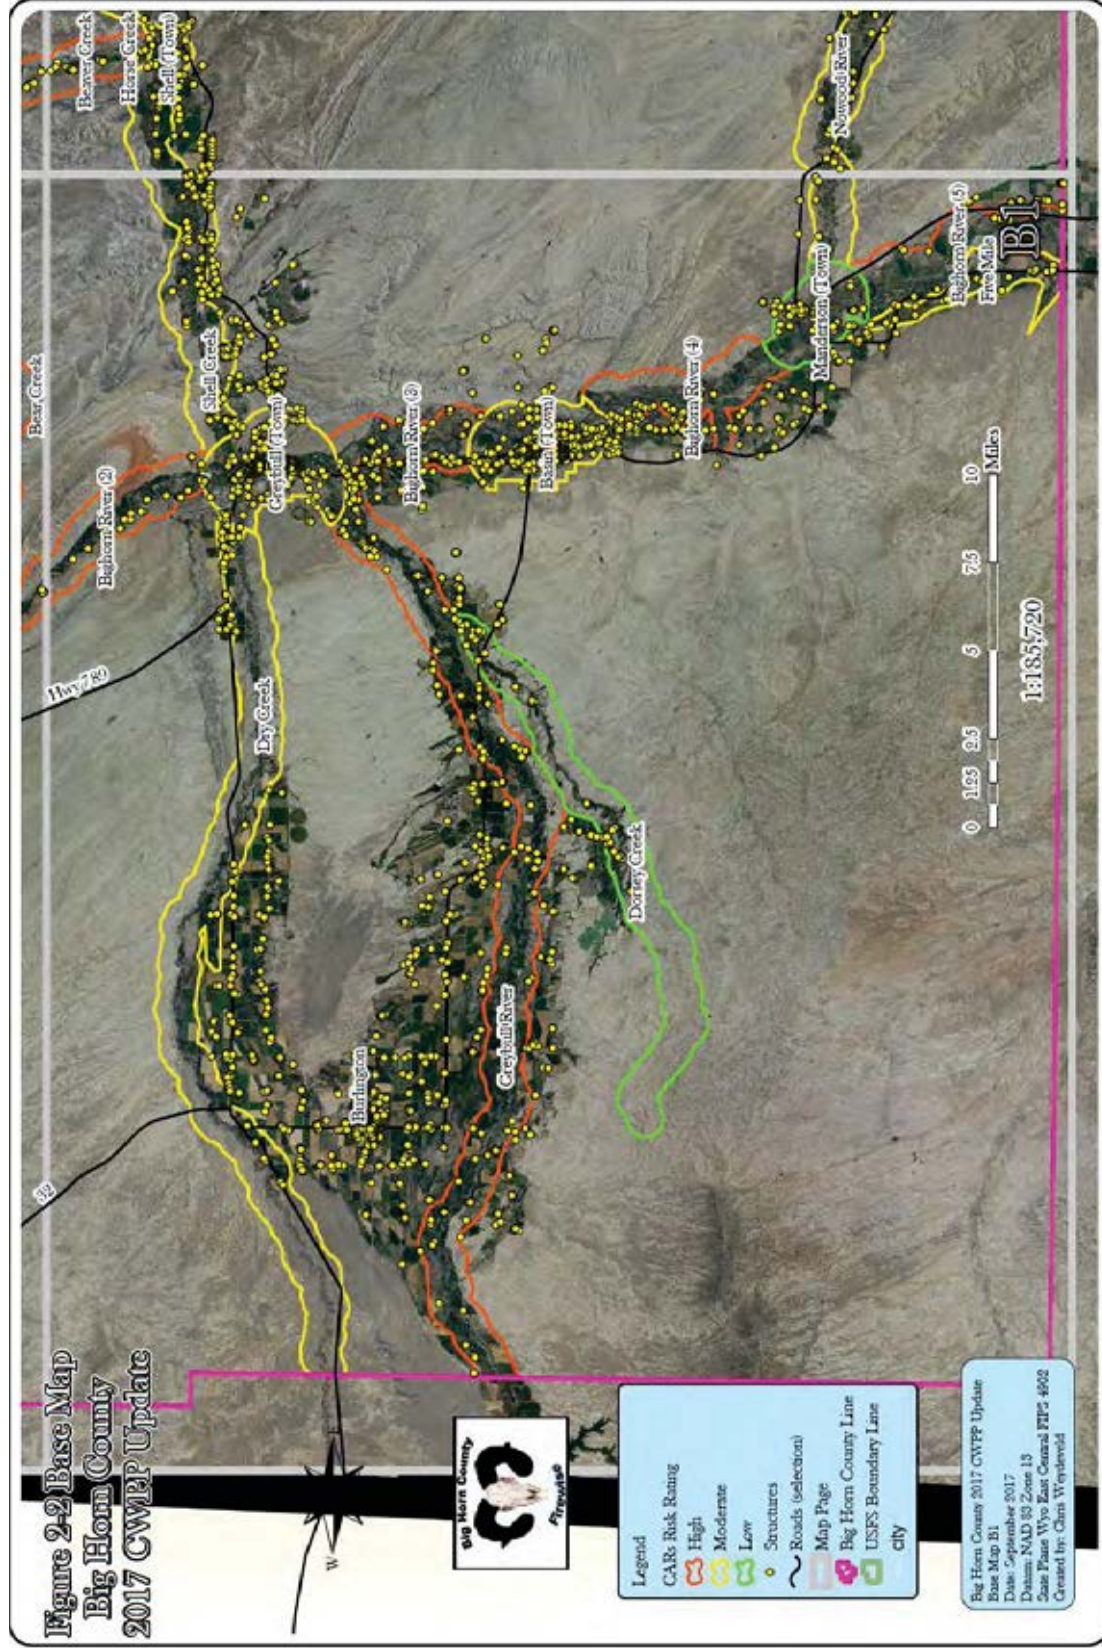 Figure 2-2 Base Map
Big Horn County
2017 CWPP Update
W
E
Big Horn County
Firewise
Legend
CARs Risk Rating
High
Moderate
Low
Structures
Roads (selection)
Map Page
Big Horn County Line
USFS Boundary Line
city
Big Horn County 2017 CWPP Update
Base Map B1
Date: September 2017
Datum: NAD 83 Zone 13
State Plane Wyo East Central FIPS 4902
Created by: Chris Weydeveld
32
Hwy 789
Burlington
Greybull River
Dorsey Creek
Dry Creek
Bighorn River (2)
Bear Creek
Greybull (Town)
Shell Creek
Beaver Creek
Horse Creek
Shell (Town)
Bighorn River (3)
Basin (Town)
Bighorn River (4)
Manderson (Town)
Nowood River
Bighorn River (5)
Five Mile
B1
0 1.25 2.5 5 7.5 10
Miles
1:185,720